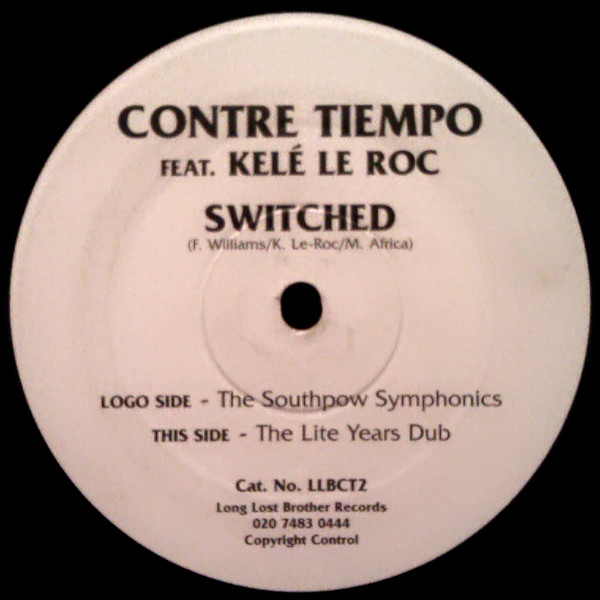 CONTRE TIEMPO
FEAT. KELÉ LE ROC
SWITCHED
(F. Williams/K. Le-Roc/M. Africa)
LOGO SIDE - The Southpow Symphonics
THIS SIDE - The Lite Years Dub
Cat. No. LLBCT2
Long Lost Brother Records
020 7483 0444
Copyright Control